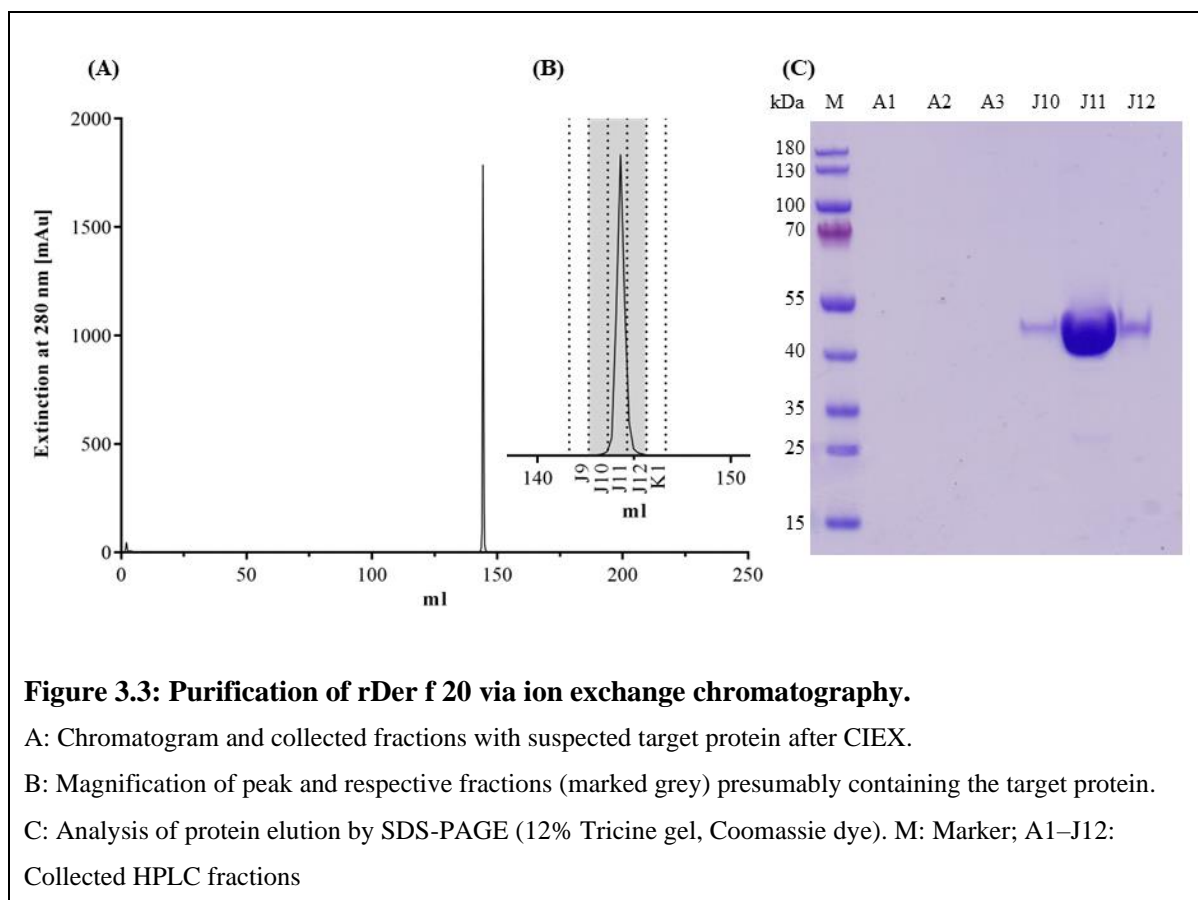 (A)
(B)
(C)
kDa M A1 A2 A3 J10 J11 J12
2000
1500
1000
500
0
Extinction at 280 nm [mAu]
0 50 100 150 200 250
ml
140 150
J9
J10
J11
J12
K1
ml
180
130
100
70
55
40
35
25
15
Figure 3.3: Purification of rDer f 20 via ion exchange chromatography.
A: Chromatogram and collected fractions with suspected target protein after CIEX.
B: Magnification of peak and respective fractions (marked grey) presumably containing the target protein.
C: Analysis of protein elution by SDS-PAGE (12% Tricine gel, Coomassie dye). M: Marker; A1–J12:
Collected HPLC fractions